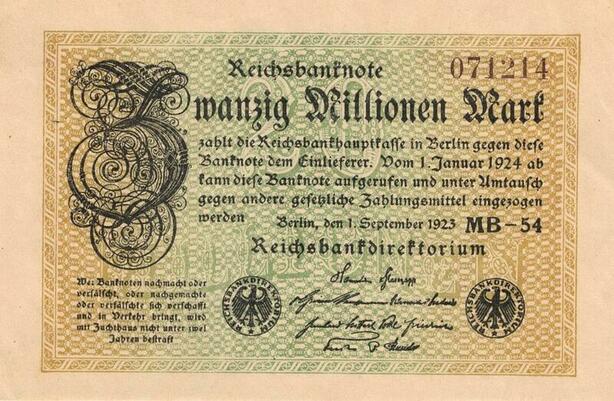 Reichsbanknote
071214
Zwanzig Millionen Mark
zahlt die Reichsbankhauptkasse in Berlin gegen diese
Banknote dem Einlieferer. Vom 1. Januar 1924 ab
kann diese Banknote aufgerufen und unter Umtausch
gegen andere gesetzliche Zahlungsmittel eingezogen
werden
Berlin, den 1. September 1923 MB-54
Reichsbankdirektorium
Wer Banknoten nachmacht oder
verfälscht, oder nachgemachte
oder verfälschte sich verschafft
und in Verkehr bringt, wird
mit Zuchthaus nicht unter zwei
Jahren bestraft
REICHSBANKDIREKTORIUM
REICHSBANKDIREKTORIUM